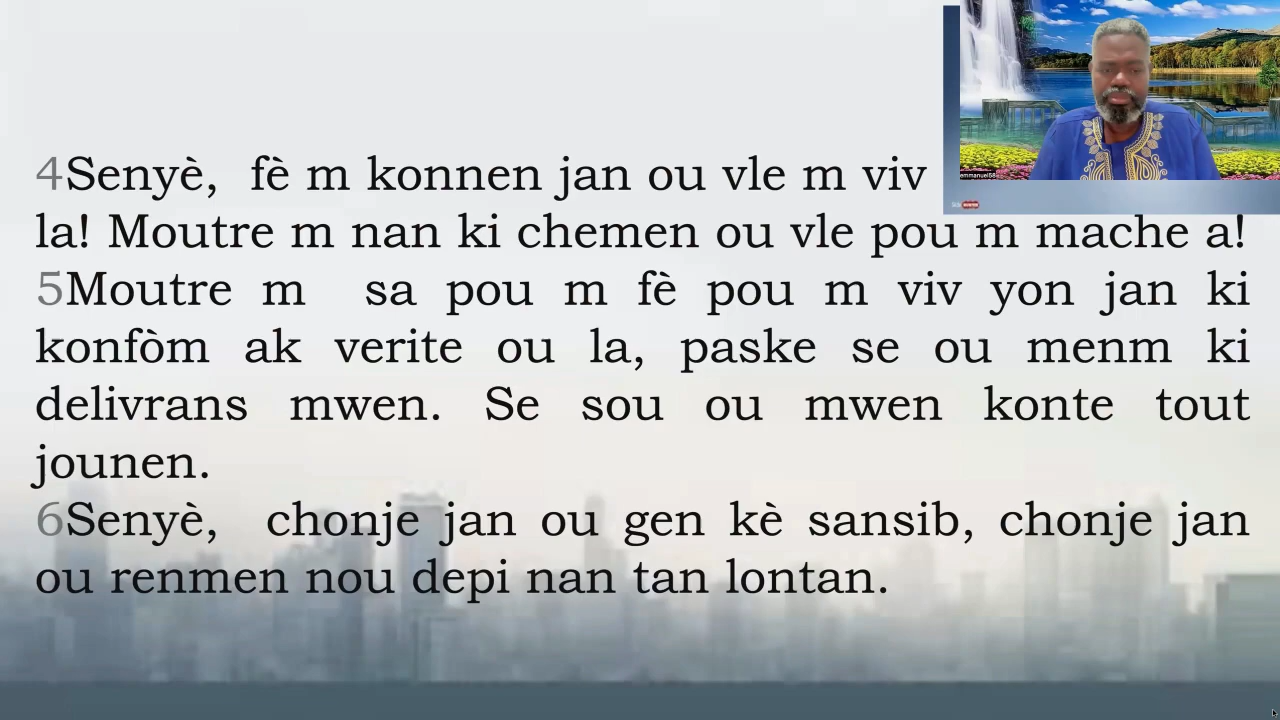 4Senyè, fè m konnen jan ou vle m viv
la! Moutre m nan ki chemen ou vle pou m mache a!
5Moutre m sa pou m fè pou m viv yon jan ki
konfòm ak verite ou la, paske se ou menm ki
delivrans mwen. Se sou ou mwen konte tout
jounen.
6Senyè, chonje jan ou gen kè sansib, chonje jan
ou renmen nou depi nan tan lontan.